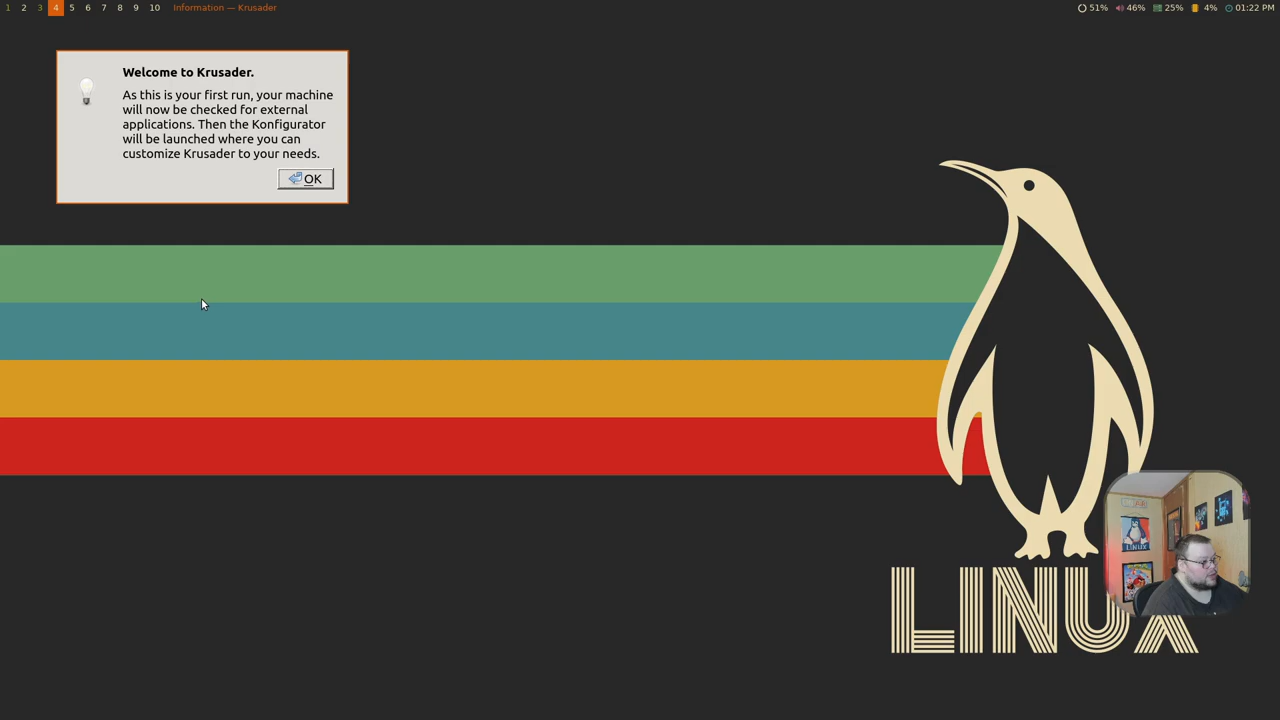 1 2 3 4 5 6 7 8 9 10 Information — Krusader 51% 46% 25% 4% 01:22 PM
Welcome to Krusader.
As this is your first run, your machine
will now be checked for external
applications. Then the Konfigurator
will be launched where you can
customize Krusader to your needs.
OK
LINUX
LINUX